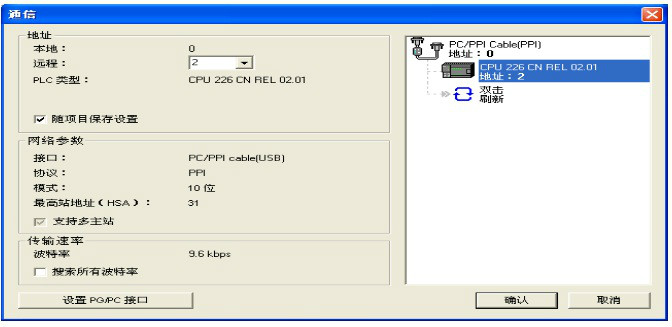 通信
地址
本地： 0
远程： 2
PLC 类型： CPU 226 CN REL 02.01
随项目保存设置
网络参数
接口： PC/PPI cable(USB)
协议： PPI
模式： 10 位
最高站地址（HSA）： 31
支持多主站
传输速率
波特率 9.6 kbps
搜索所有波特率
设置 PG/PC 接口
PC/PPI Cable(PPI)
地址：0
CPU 226 CN REL 02.01
地址：2
双击
刷新
确认
取消